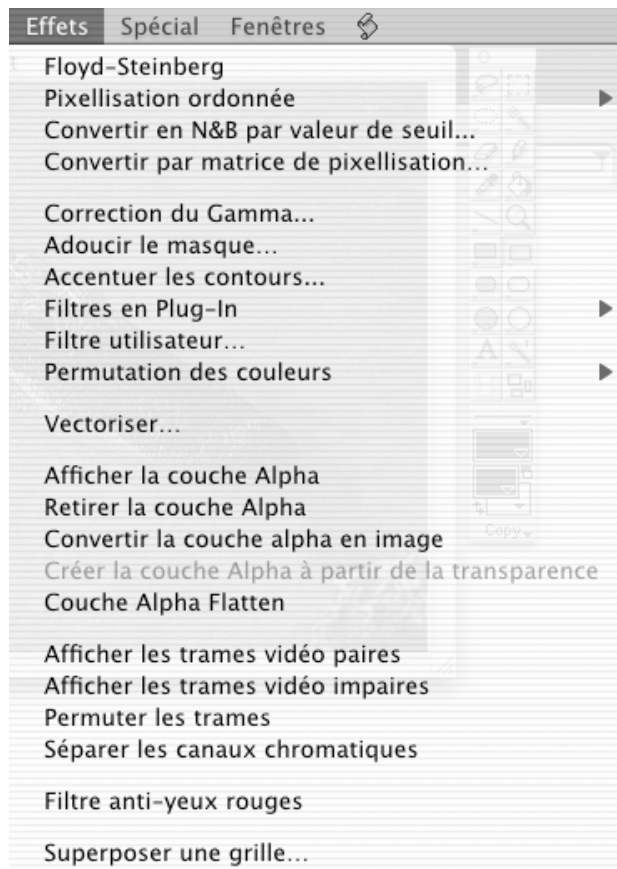 Effets Spécial Fenêtres
Floyd-Steinberg
Pixellisation ordonnée
Convertir en N&B par valeur de seuil...
Convertir par matrice de pixellisation...
Correction du Gamma...
Adoucir le masque...
Accentuer les contours...
Filtres en Plug-In
Filtre utilisateur...
Permutation des couleurs
Vectoriser...
Afficher la couche Alpha
Retirer la couche Alpha
Convertir la couche alpha en image
Créer la couche Alpha à partir de la transparence
Couche Alpha Flatten
Afficher les trames vidéo paires
Afficher les trames vidéo impaires
Permuter les trames
Séparer les canaux chromatiques
Filtre anti-yeux rouges
Superposer une grille...
A
Copy